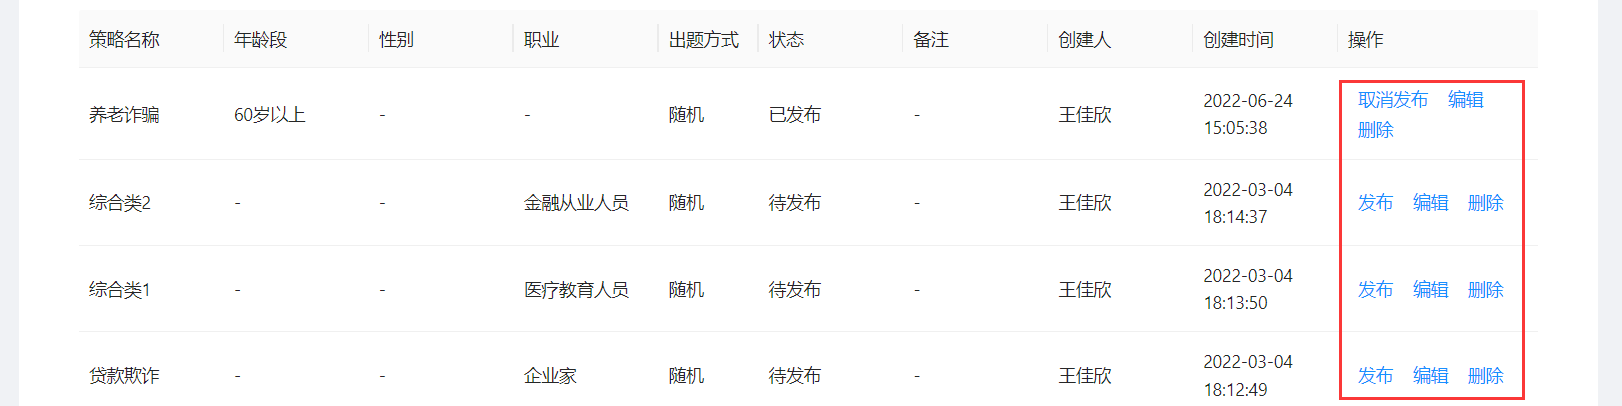 策略名称 年龄段 性别 职业 出题方式 状态 备注 创建人 创建时间 操作
养老诈骗 60岁以上 - - 随机 已发布 - 王佳欣 2022-06-24 15:05:38 取消发布 编辑 删除
综合类2 - - 金融从业人员 随机 待发布 - 王佳欣 2022-03-04 18:14:37 发布 编辑 删除
综合类1 - - 医疗教育人员 随机 待发布 - 王佳欣 2022-03-04 18:13:50 发布 编辑 删除
贷款欺诈 - - 企业家 随机 待发布 - 王佳欣 2022-03-04 18:12:49 发布 编辑 删除